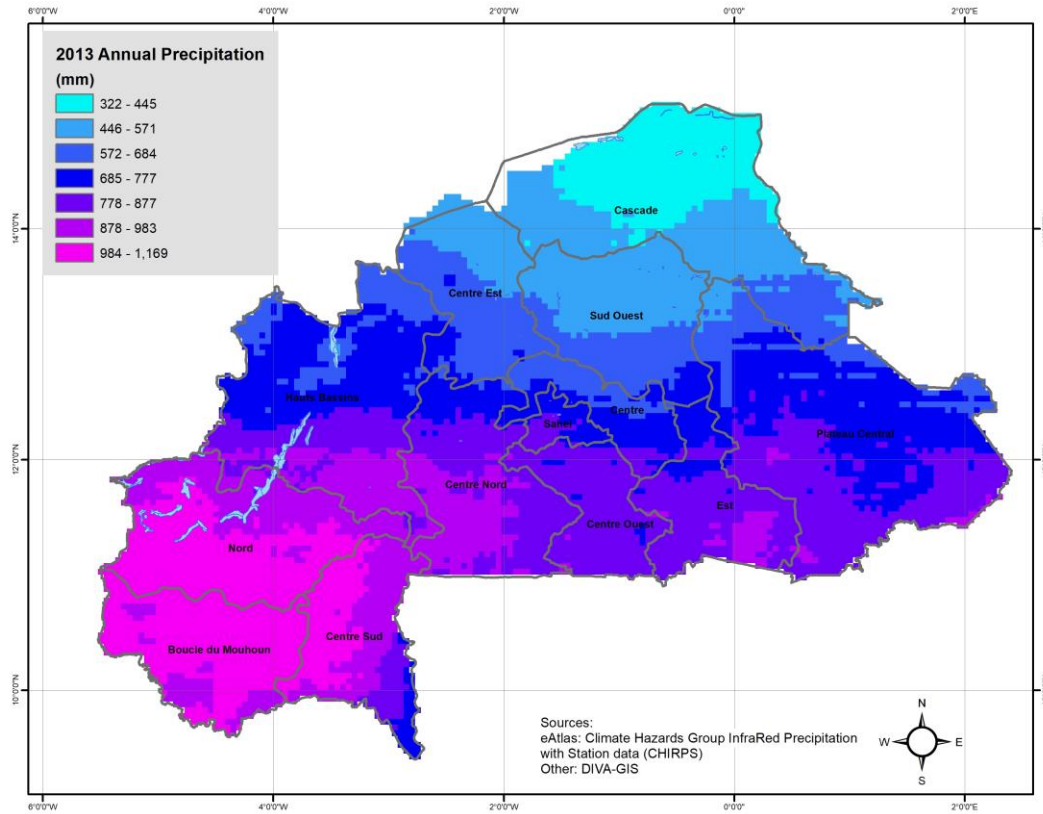 6°0'0"W
4°0'0"W
2°0'0"W
0°0'0"
2°0'0"E
2013 Annual Precipitation
(mm)
322 - 445
446 - 571
572 - 684
685 - 777
778 - 877
878 - 983
984 - 1,169
14°0'0"N
12°0'0"N
10°0'0"N
Cascade
Centre Est
Sud Ouest
Hauts Bassins
Centre
Sahel
Plateau Central
Centre Nord
Est
Centre Ouest
Nord
Centre Sud
Boucle du Mouhoun
Sources:
eAtlas: Climate Hazards Group InfraRed Precipitation
with Station data (CHIRPS)
Other: DIVA-GIS
N
W E
S
6°0'0"W
4°0'0"W
2°0'0"W
0°0'0"
2°0'0"E